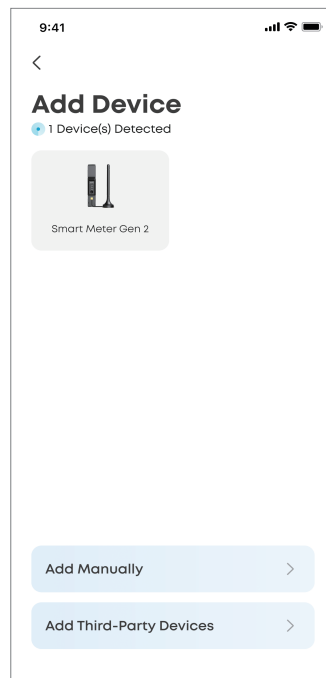 9:41
Add Device
1 Device(s) Detected
Smart Meter Gen 2
Add Manually
Add Third-Party Devices